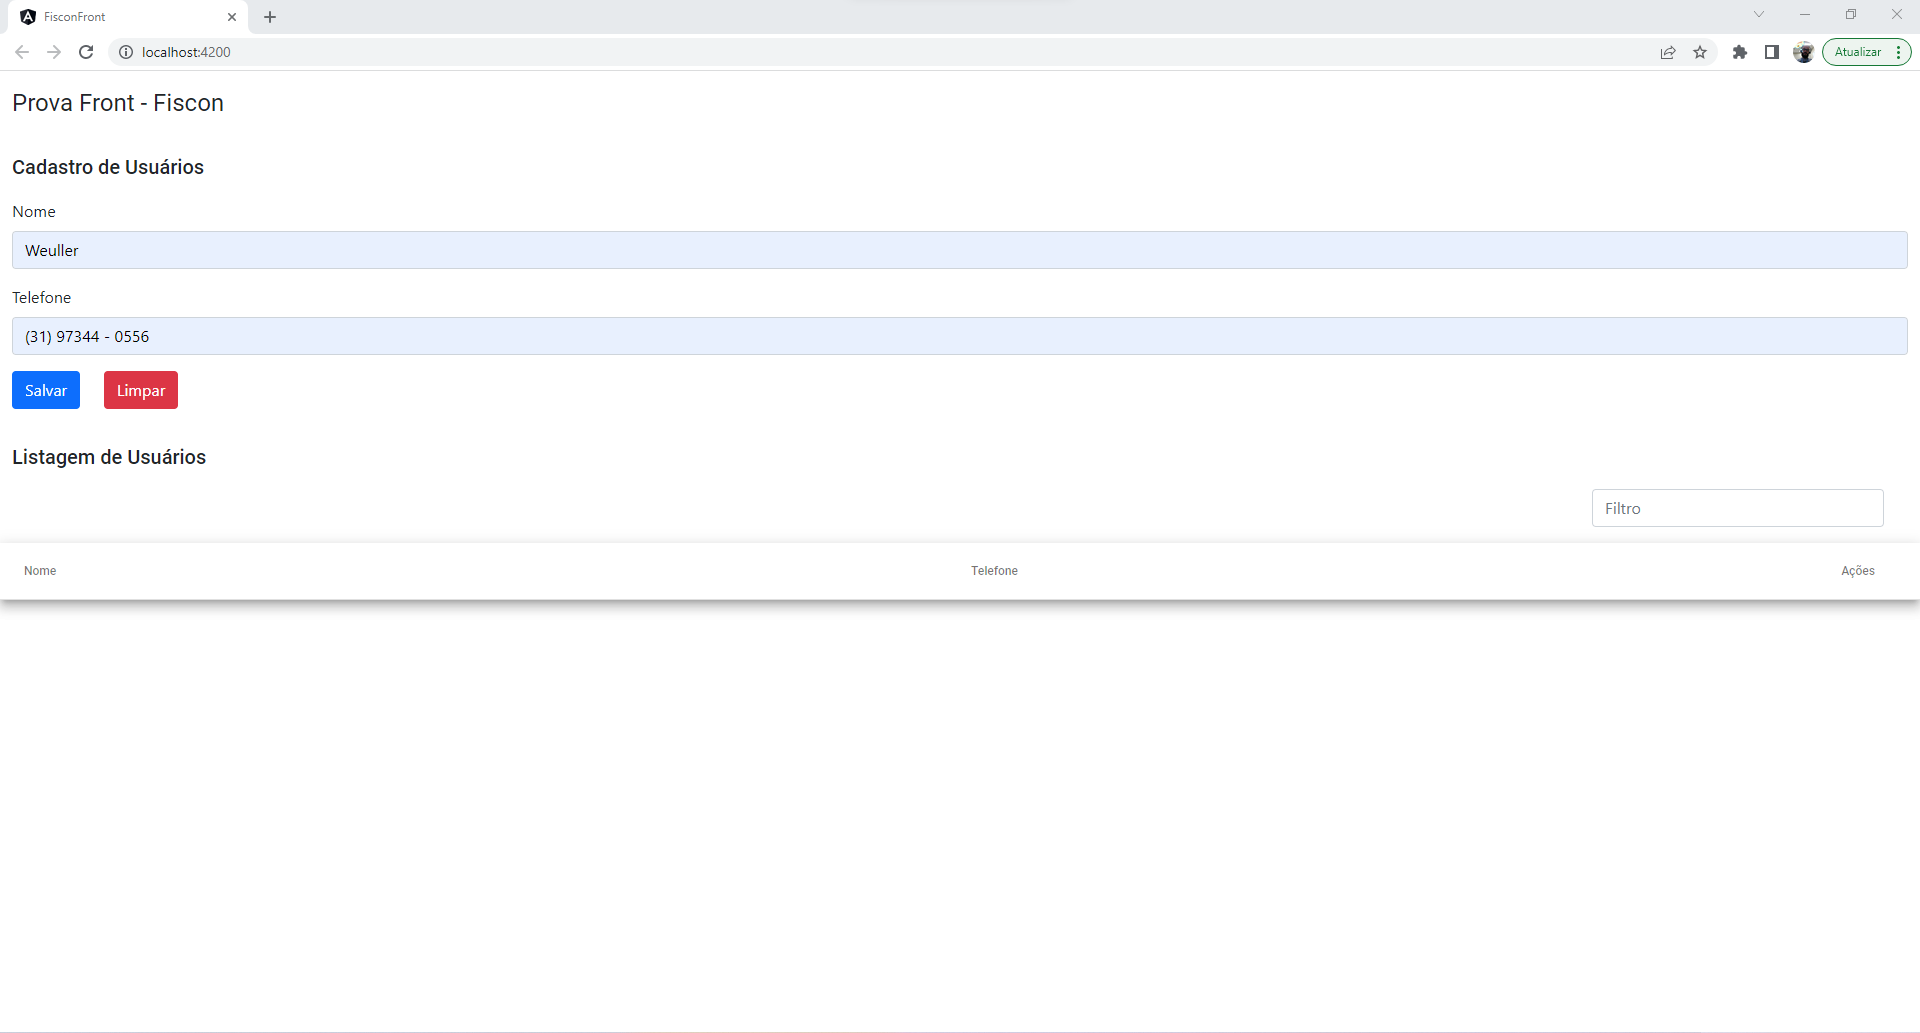 FisconFront
localhost:4200
Atualizar
Prova Front - Fiscon
Cadastro de Usuários
Nome
Weuller
Telefone
(31) 97344 - 0556
Salvar Limpar
Listagem de Usuários
Filtro
Nome Telefone Ações